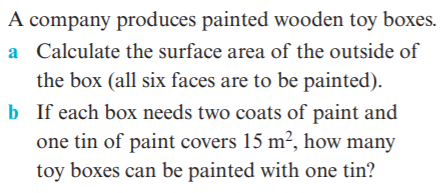 A company produces painted wooden toy boxes.
a Calculate the surface area of the outside of
the box (all six faces are to be painted).
b If each box needs two coats of paint and
one tin of paint covers 15 m², how many
toy boxes can be painted with one tin?